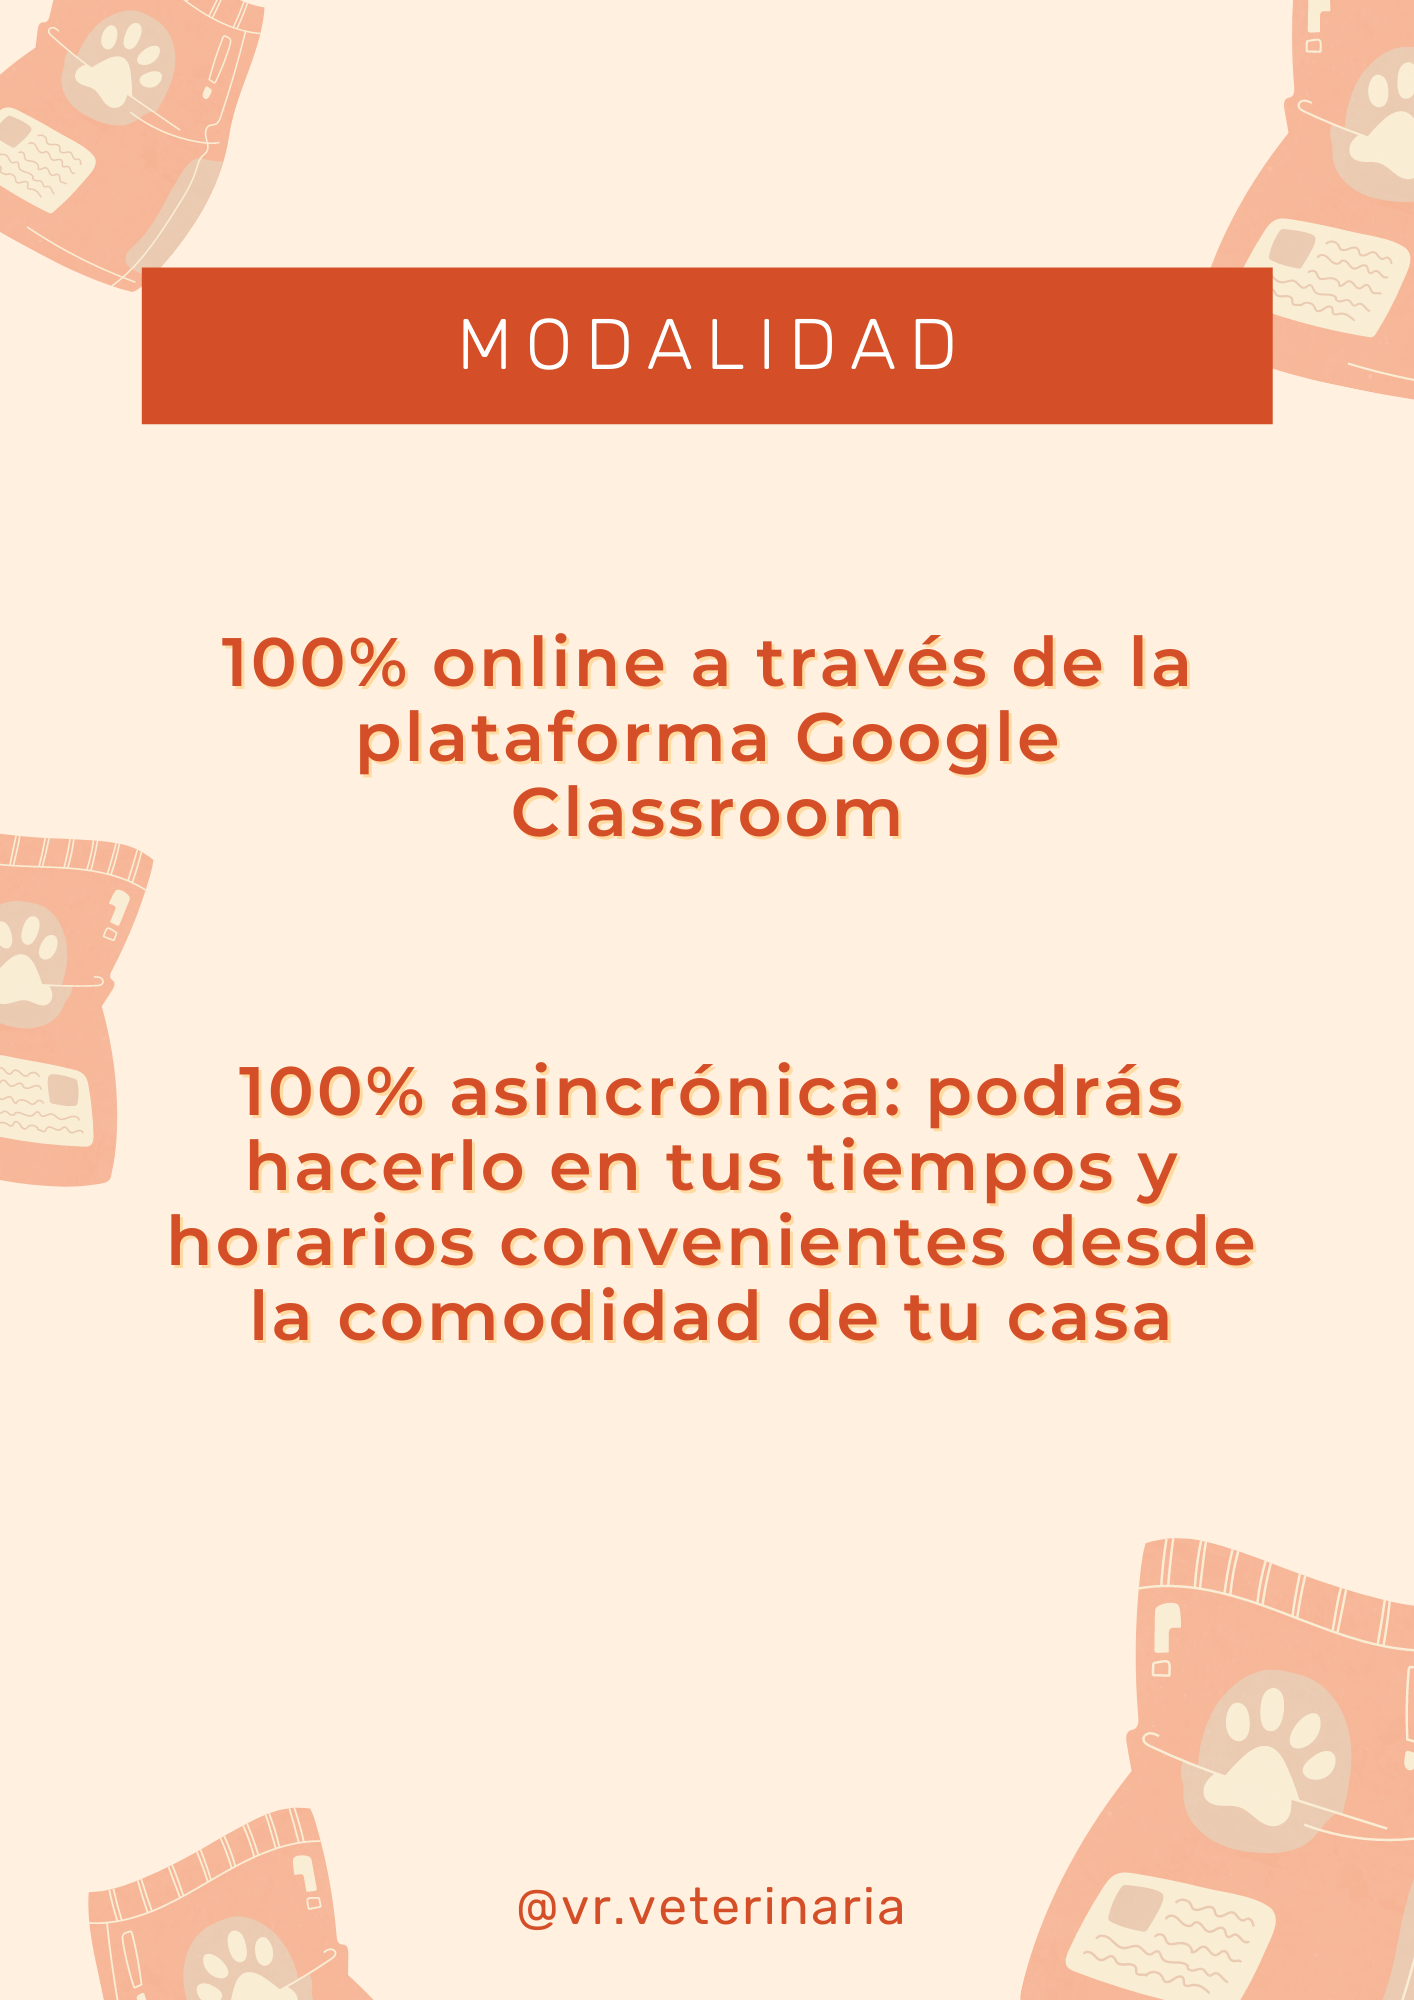 MODALIDAD
100% online a través de la
plataforma Google
Classroom
100% asincrónica: podrás
hacerlo en tus tiempos y
horarios convenientes desde
la comodidad de tu casa
@vr.veterinaria